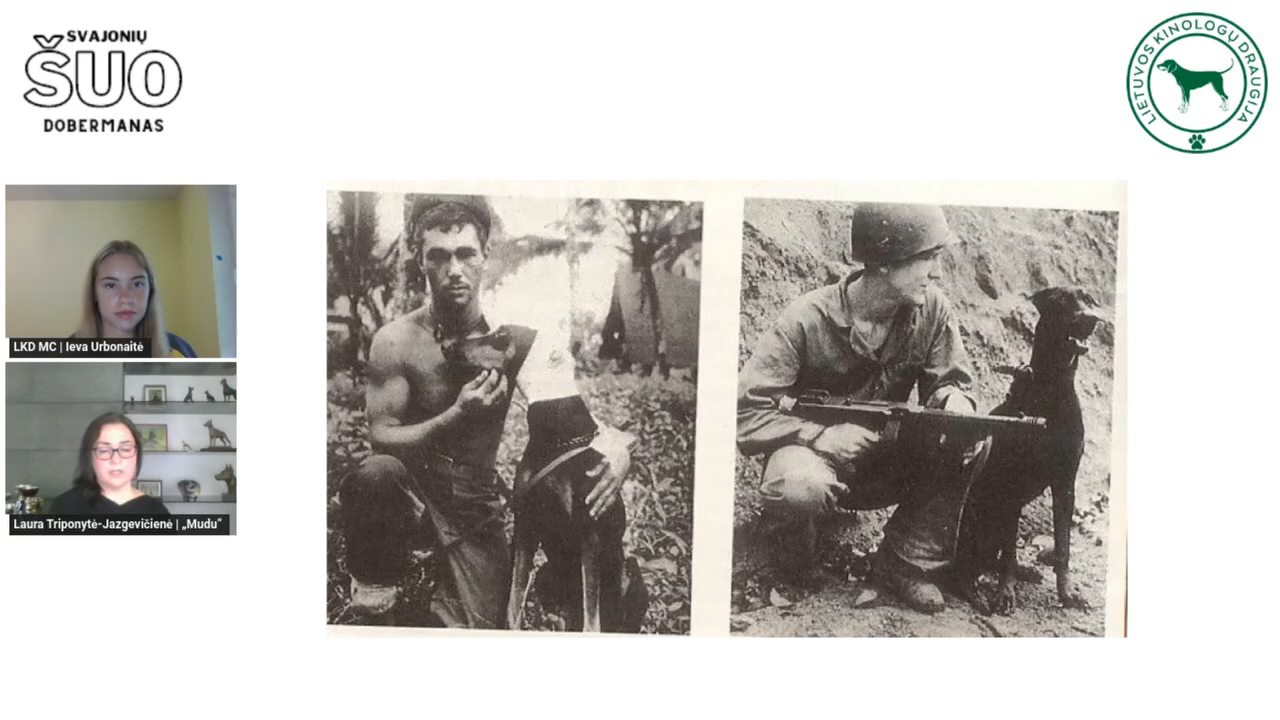 SVAJONIŲ
ŠUO
DOBERMANAS
LIETUVOS KINOLOGŲ DRAUGIJA
LKD MC | Ieva Urbonaitė
Laura Triponytė-Jazgevičienė | „Mudu“